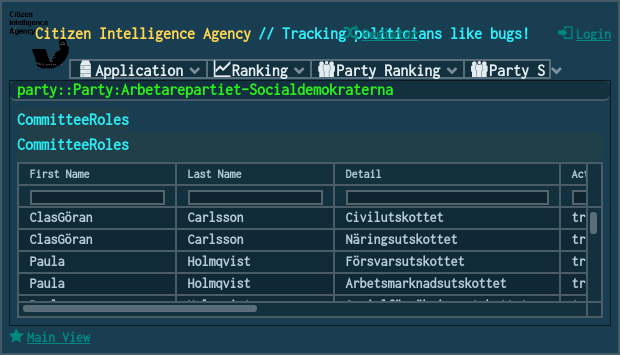 Citizen
Intelligence
Agency
Citizen Intelligence Agency // Tracking politicians like bugs!
Login
Application Ranking Party Ranking Party S
party::Party:Arbetarepartiet-Socialdemokraterna
CommitteeRoles
CommitteeRoles
First Name Last Name Detail Act
ClasGöran Carlsson Civilutskottet tr
ClasGöran Carlsson Näringsutskottet tr
Paula Holmqvist Försvarsutskottet tr
Paula Holmqvist Arbetsmarknadsutskottet tr
Main View